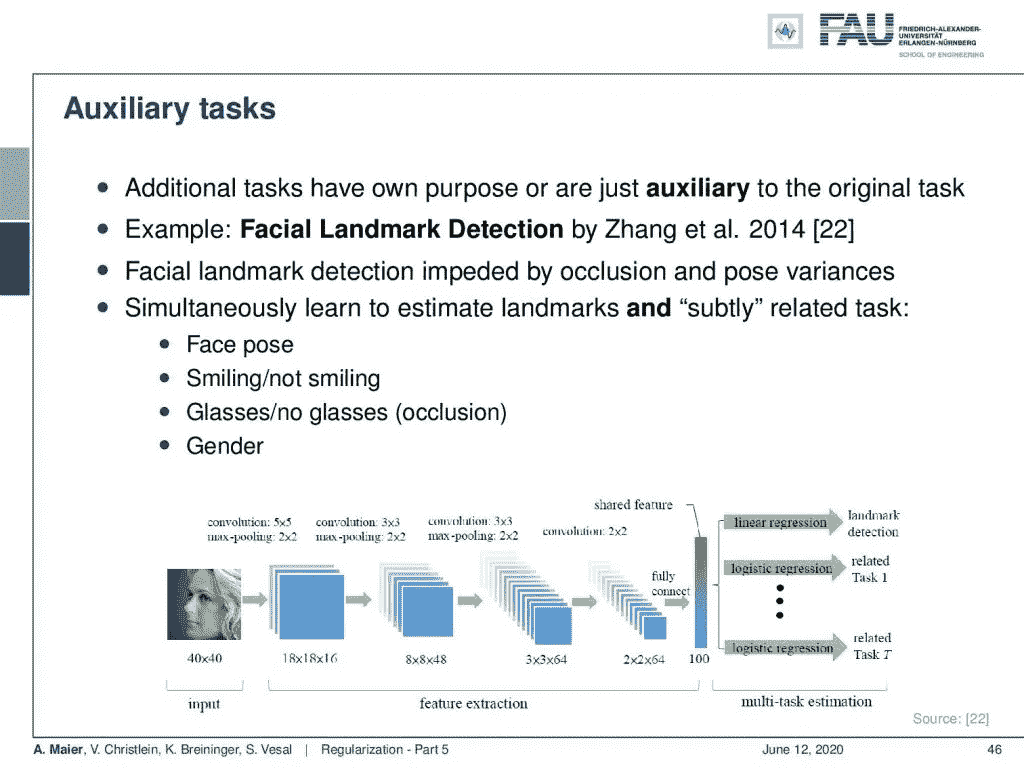 FAU
FRIEDRICH-ALEXANDER-
UNIVERSITÄT
ERLANGEN-NÜRNBERG
SCHOOL OF ENGINEERING
Auxiliary tasks
Additional tasks have own purpose or are just auxiliary to the original task
Example: Facial Landmark Detection by Zhang et al. 2014 [22]
Facial landmark detection impeded by occlusion and pose variances
Simultaneously learn to estimate landmarks and “subtly” related task:
Face pose
Smiling/not smiling
Glasses/no glasses (occlusion)
Gender
convolution: 5x5
max-pooling: 2x2
convolution: 3x3
max-pooling: 2x2
convolution: 3x3
max-pooling: 2x2
convolution: 2x2
shared feature
fully
connect
linear regression
landmark
detection
logistic regression
related
Task 1
logistic regression
related
Task T
40x40
18x18x16
8x8x48
3x3x64
2x2x64
100
input
feature extraction
multi-task estimation
Source: [22]
A. Maier, V. Christlein, K. Breininger, S. Vesal | Regularization - Part 5
June 12, 2020
46